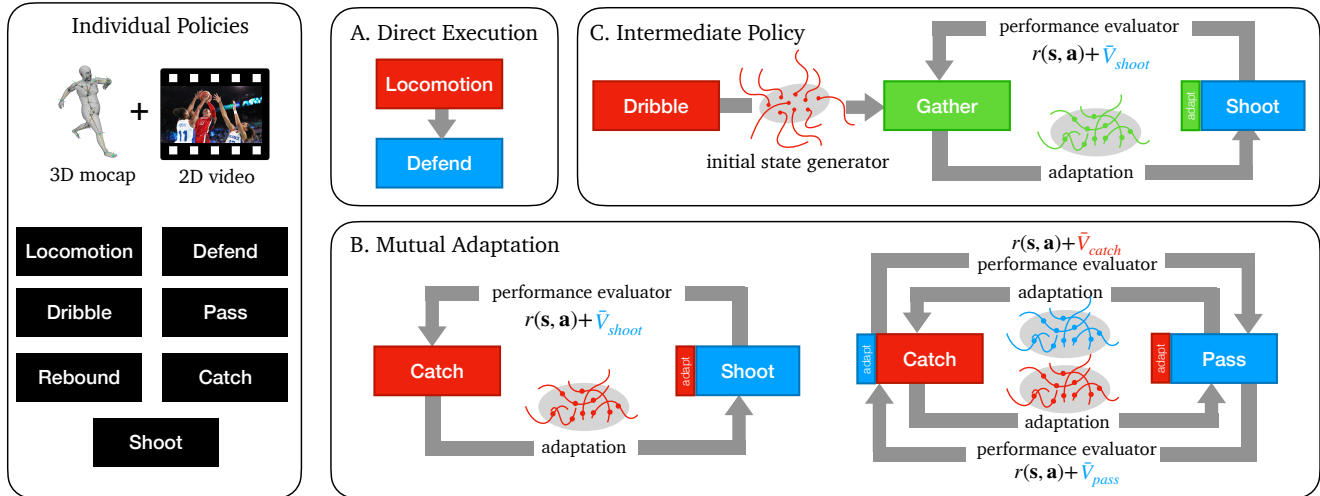 Individual Policies
3D mocap
+
2D video
11
Locomotion
Defend
Dribble
Pass
Rebound
Catch
Shoot
A. Direct Execution
Locomotion
Defend
C. Intermediate Policy
performance evaluator
r(s, a)+V̄shoot
Dribble
initial state generator
Gather
adapt
Shoot
adaptation
B. Mutual Adaptation
performance evaluator
r(s, a)+V̄shoot
Catch
adapt
Shoot
adaptation
r(s, a)+V̄catch
performance evaluator
adaptation
adapt
Catch
adapt
Pass
adaptation
performance evaluator
r(s, a)+V̄pass